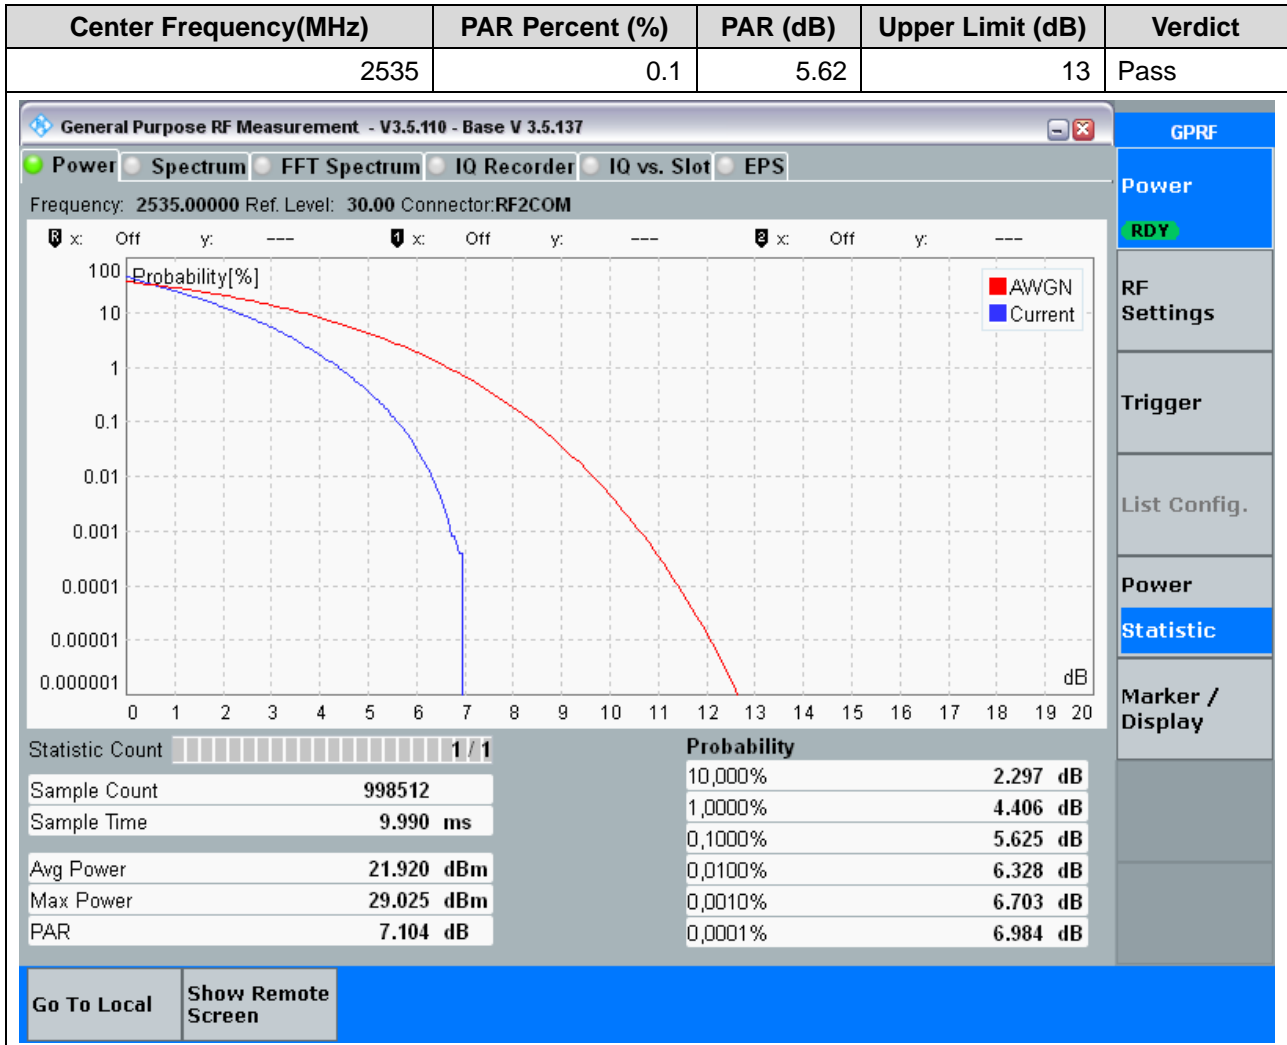 Center Frequency(MHz) PAR Percent (%) PAR (dB) Upper Limit (dB) Verdict
2535 0.1 5.62 13 Pass
General Purpose RF Measurement - V3.5.110 - Base V 3.5.137
GPRF
Power Spectrum FFT Spectrum IQ Recorder IQ vs. Slot EPS
Frequency: 2535.00000 Ref. Level: 30.00 Connector:RF2COM
R x: Off y: --- 1 x: Off y: --- 2 x: Off y: ---
Probability[%]
AWGN
Current
100
10
1
0.1
0.01
0.001
0.0001
0.00001
0.000001
dB
0 1 2 3 4 5 6 7 8 9 10 11 12 13 14 15 16 17 18 19 20
Statistic Count 1 / 1
Sample Count 998512
Sample Time 9.990 ms
Avg Power 21.920 dBm
Max Power 29.025 dBm
PAR 7.104 dB
Probability
10,000% 2.297 dB
1,0000% 4.406 dB
0,1000% 5.625 dB
0,0100% 6.328 dB
0,0010% 6.703 dB
0,0001% 6.984 dB
Power
RDY
RF
Settings
Trigger
List Config.
Power
Statistic
Marker /
Display
Go To Local
Show Remote
Screen